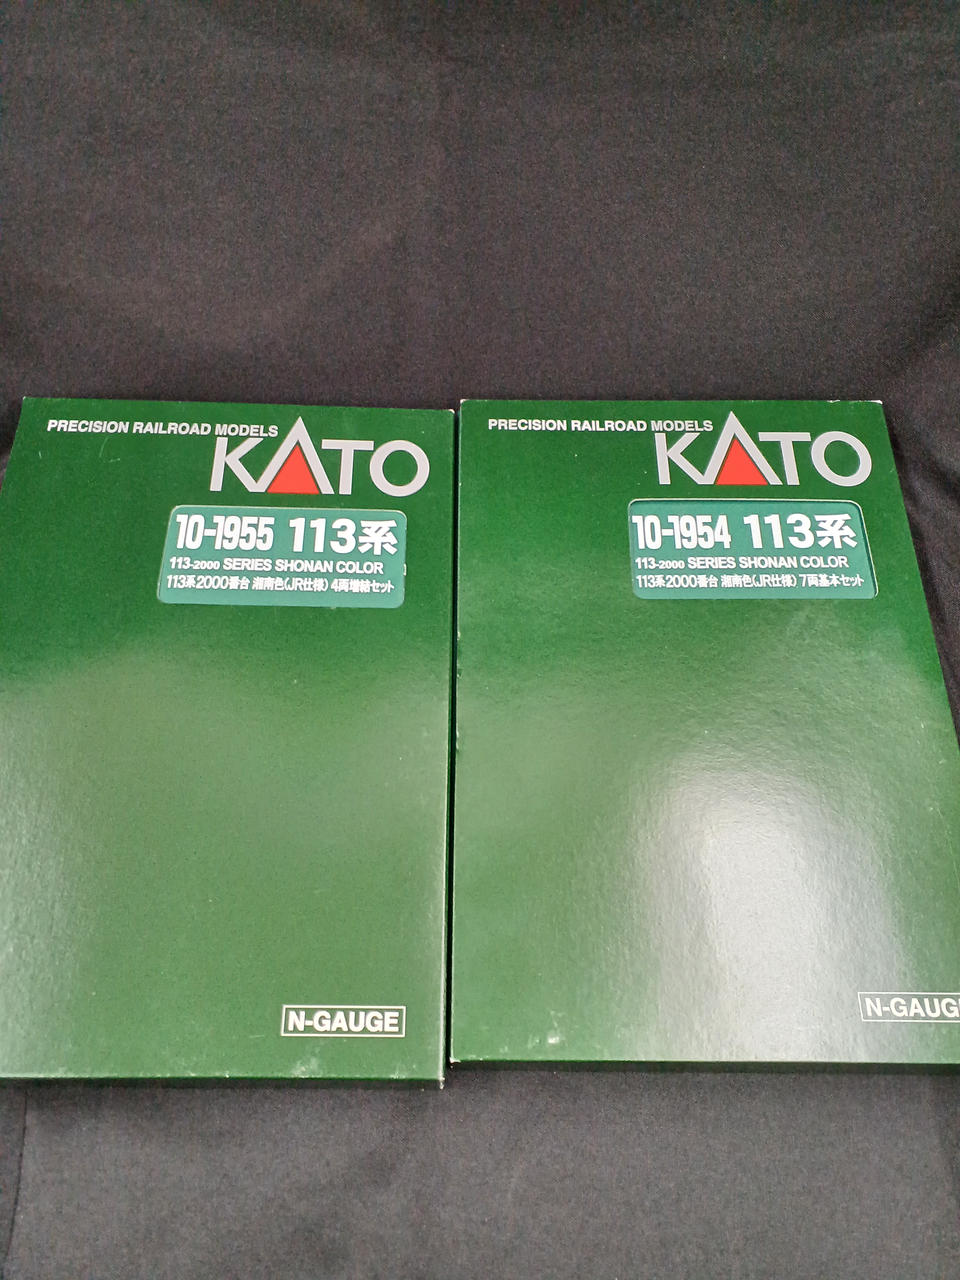 PRECISION RAILROAD MODELS
KATO
10-1955 113系
113-2000 SERIES SHONAN COLOR
113系2000番台 湘南色(JR仕様) 4両増結セット
N-GAUGE
PRECISION RAILROAD MODELS
KATO
10-1954 113系
113-2000 SERIES SHONAN COLOR
113系2000番台 湘南色(JR仕様) 7両基本セット
N-GAUG